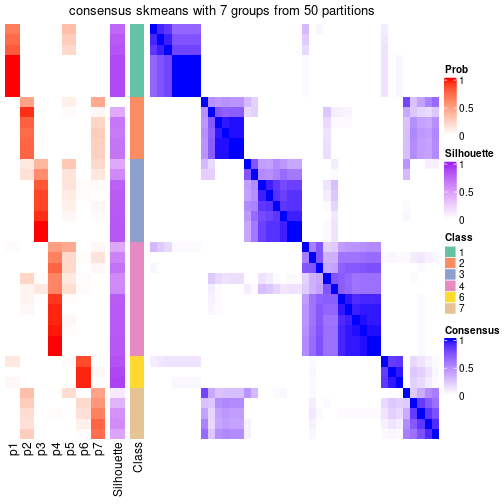 consensus skmeans with 7 groups from 50 partitions
Prob
1
0.5
0
Silhouette
1
0.5
0
Class
1
2
3
4
6
7
Consensus
1
0.5
0
p1
p2
p3
p4
p5
p6
p7
Silhouette
Class